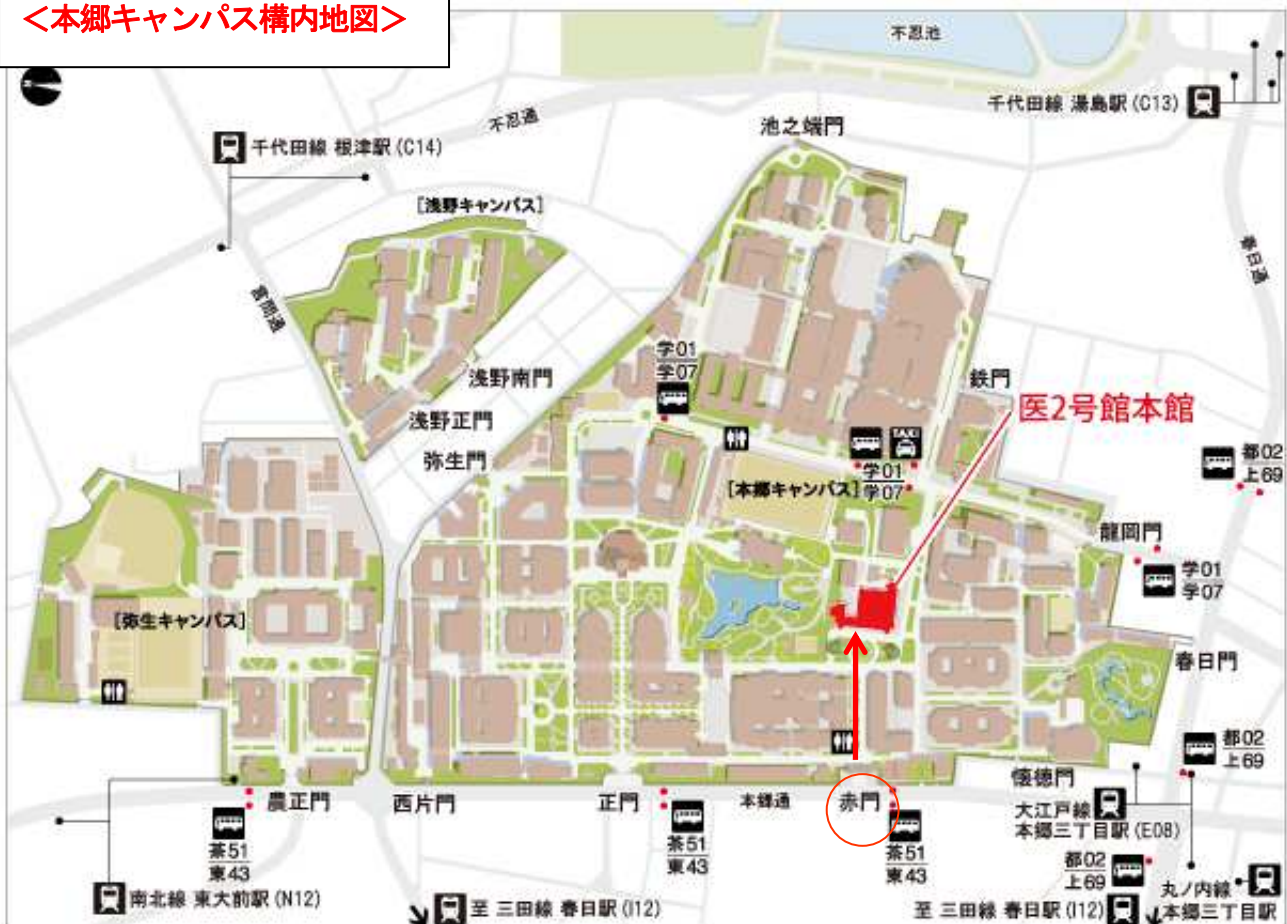 ＜本郷キャンパス構内地図＞
不忍池
千代田線 湯島駅 (C13)
不忍通
池之端門
千代田線 根津駅 (C14)
[浅野キャンパス]
春日通
言問通
学01
学07
浅野南門
鉄門
医2号館本館
浅野正門
TAXI
都02
上69
弥生門
学01
学07
[本郷キャンパス]
龍岡門
学01
学07
[弥生キャンパス]
春日門
都02
上69
懐徳門
農正門
西片門
正門
本郷通
赤門
大江戸線
本郷三丁目駅 (E08)
茶51
東43
茶51
東43
茶51
東43
都02
上69
丸ノ内線
本郷三丁目駅
南北線 東大前駅 (N12)
至 三田線 春日駅 (I12)
至 三田線 春日駅 (I12)